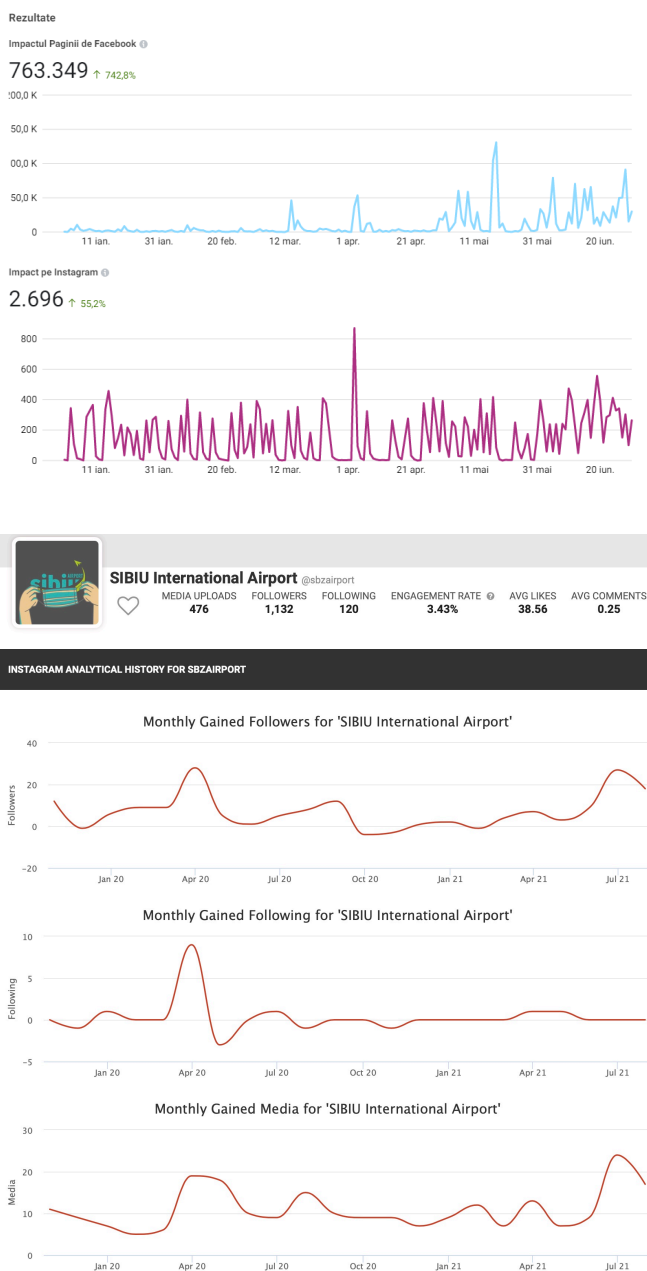 Rezultate
Impactul Paginii de Facebook
763.349 ↑ 742,8%
200,0 K
50,0 K
00,0 K
50,0 K
0
11 ian. 31 ian. 20 feb. 12 mar. 1 apr. 21 apr. 11 mai 31 mai 20 iun.
Impact pe Instagram
2.696 ↑ 55,2%
800
600
400
200
0
11 ian. 31 ian. 20 feb. 12 mar. 1 apr. 21 apr. 11 mai 31 mai 20 iun.
sibiu
SIBIU International Airport @sbzairport
MEDIA UPLOADS FOLLOWERS FOLLOWING ENGAGEMENT RATE AVG LIKES AVG COMMENTS
476 1,132 120 3.43% 38.56 0.25
INSTAGRAM ANALYTICAL HISTORY FOR SBZAIRPORT
Monthly Gained Followers for 'SIBIU International Airport'
Followers
40
20
0
−20
Jan 20 Apr 20 Jul 20 Oct 20 Jan 21 Apr 21 Jul 21
Monthly Gained Following for 'SIBIU International Airport'
Following
10
5
0
−5
Jan 20 Apr 20 Jul 20 Oct 20 Jan 21 Apr 21 Jul 21
Monthly Gained Media for 'SIBIU International Airport'
Media
30
20
10
0
Jan 20 Apr 20 Jul 20 Oct 20 Jan 21 Apr 21 Jul 21